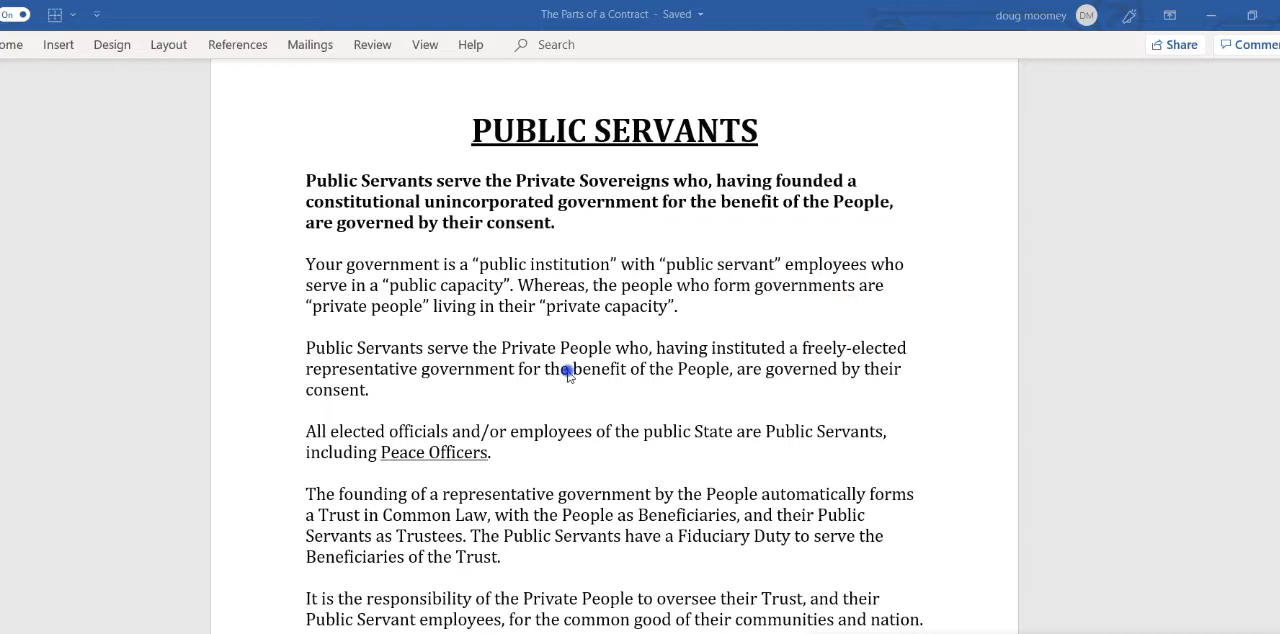 On
The Parts of a Contract - Saved
doug moomey DM
ome Insert Design Layout References Mailings Review View Help Search Share Comme
PUBLIC SERVANTS
Public Servants serve the Private Sovereigns who, having founded a
constitutional unincorporated government for the benefit of the People,
are governed by their consent.
Your government is a “public institution” with “public servant” employees who
serve in a “public capacity”. Whereas, the people who form governments are
“private people” living in their “private capacity”.
Public Servants serve the Private People who, having instituted a freely-elected
representative government for the benefit of the People, are governed by their
consent.
All elected officials and/or employees of the public State are Public Servants,
including Peace Officers.
The founding of a representative government by the People automatically forms
a Trust in Common Law, with the People as Beneficiaries, and their Public
Servants as Trustees. The Public Servants have a Fiduciary Duty to serve the
Beneficiaries of the Trust.
It is the responsibility of the Private People to oversee their Trust, and their
Public Servant employees, for the common good of their communities and nation.